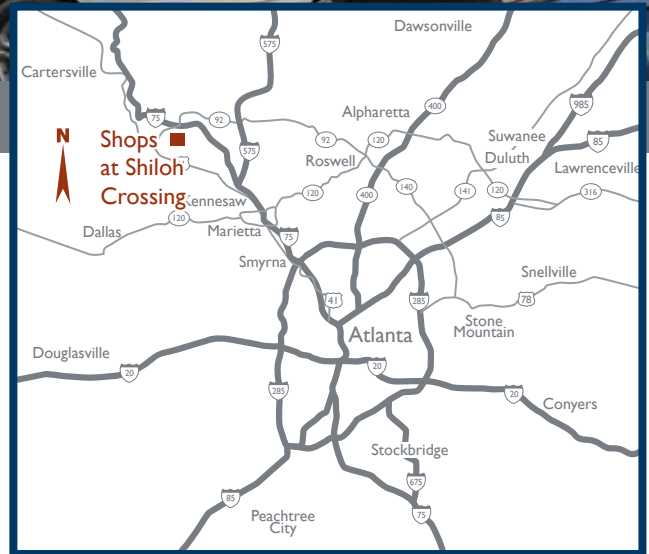 575
Dawsonville
Cartersville
400
985
75
92
Alpharetta
N
Shops
at Shiloh
Crossing
575
92
120
Suwanee
85
Roswell
Duluth
Lawrenceville
Kennesaw
120
400
140
141
120
316
120
85
Dallas
Marietta
75
Smyrna
Snellville
41
285
78
Stone
Mountain
Atlanta
Douglasville
20
20
285
20
Conyers
Stockbridge
675
85
75
Peachtree
City